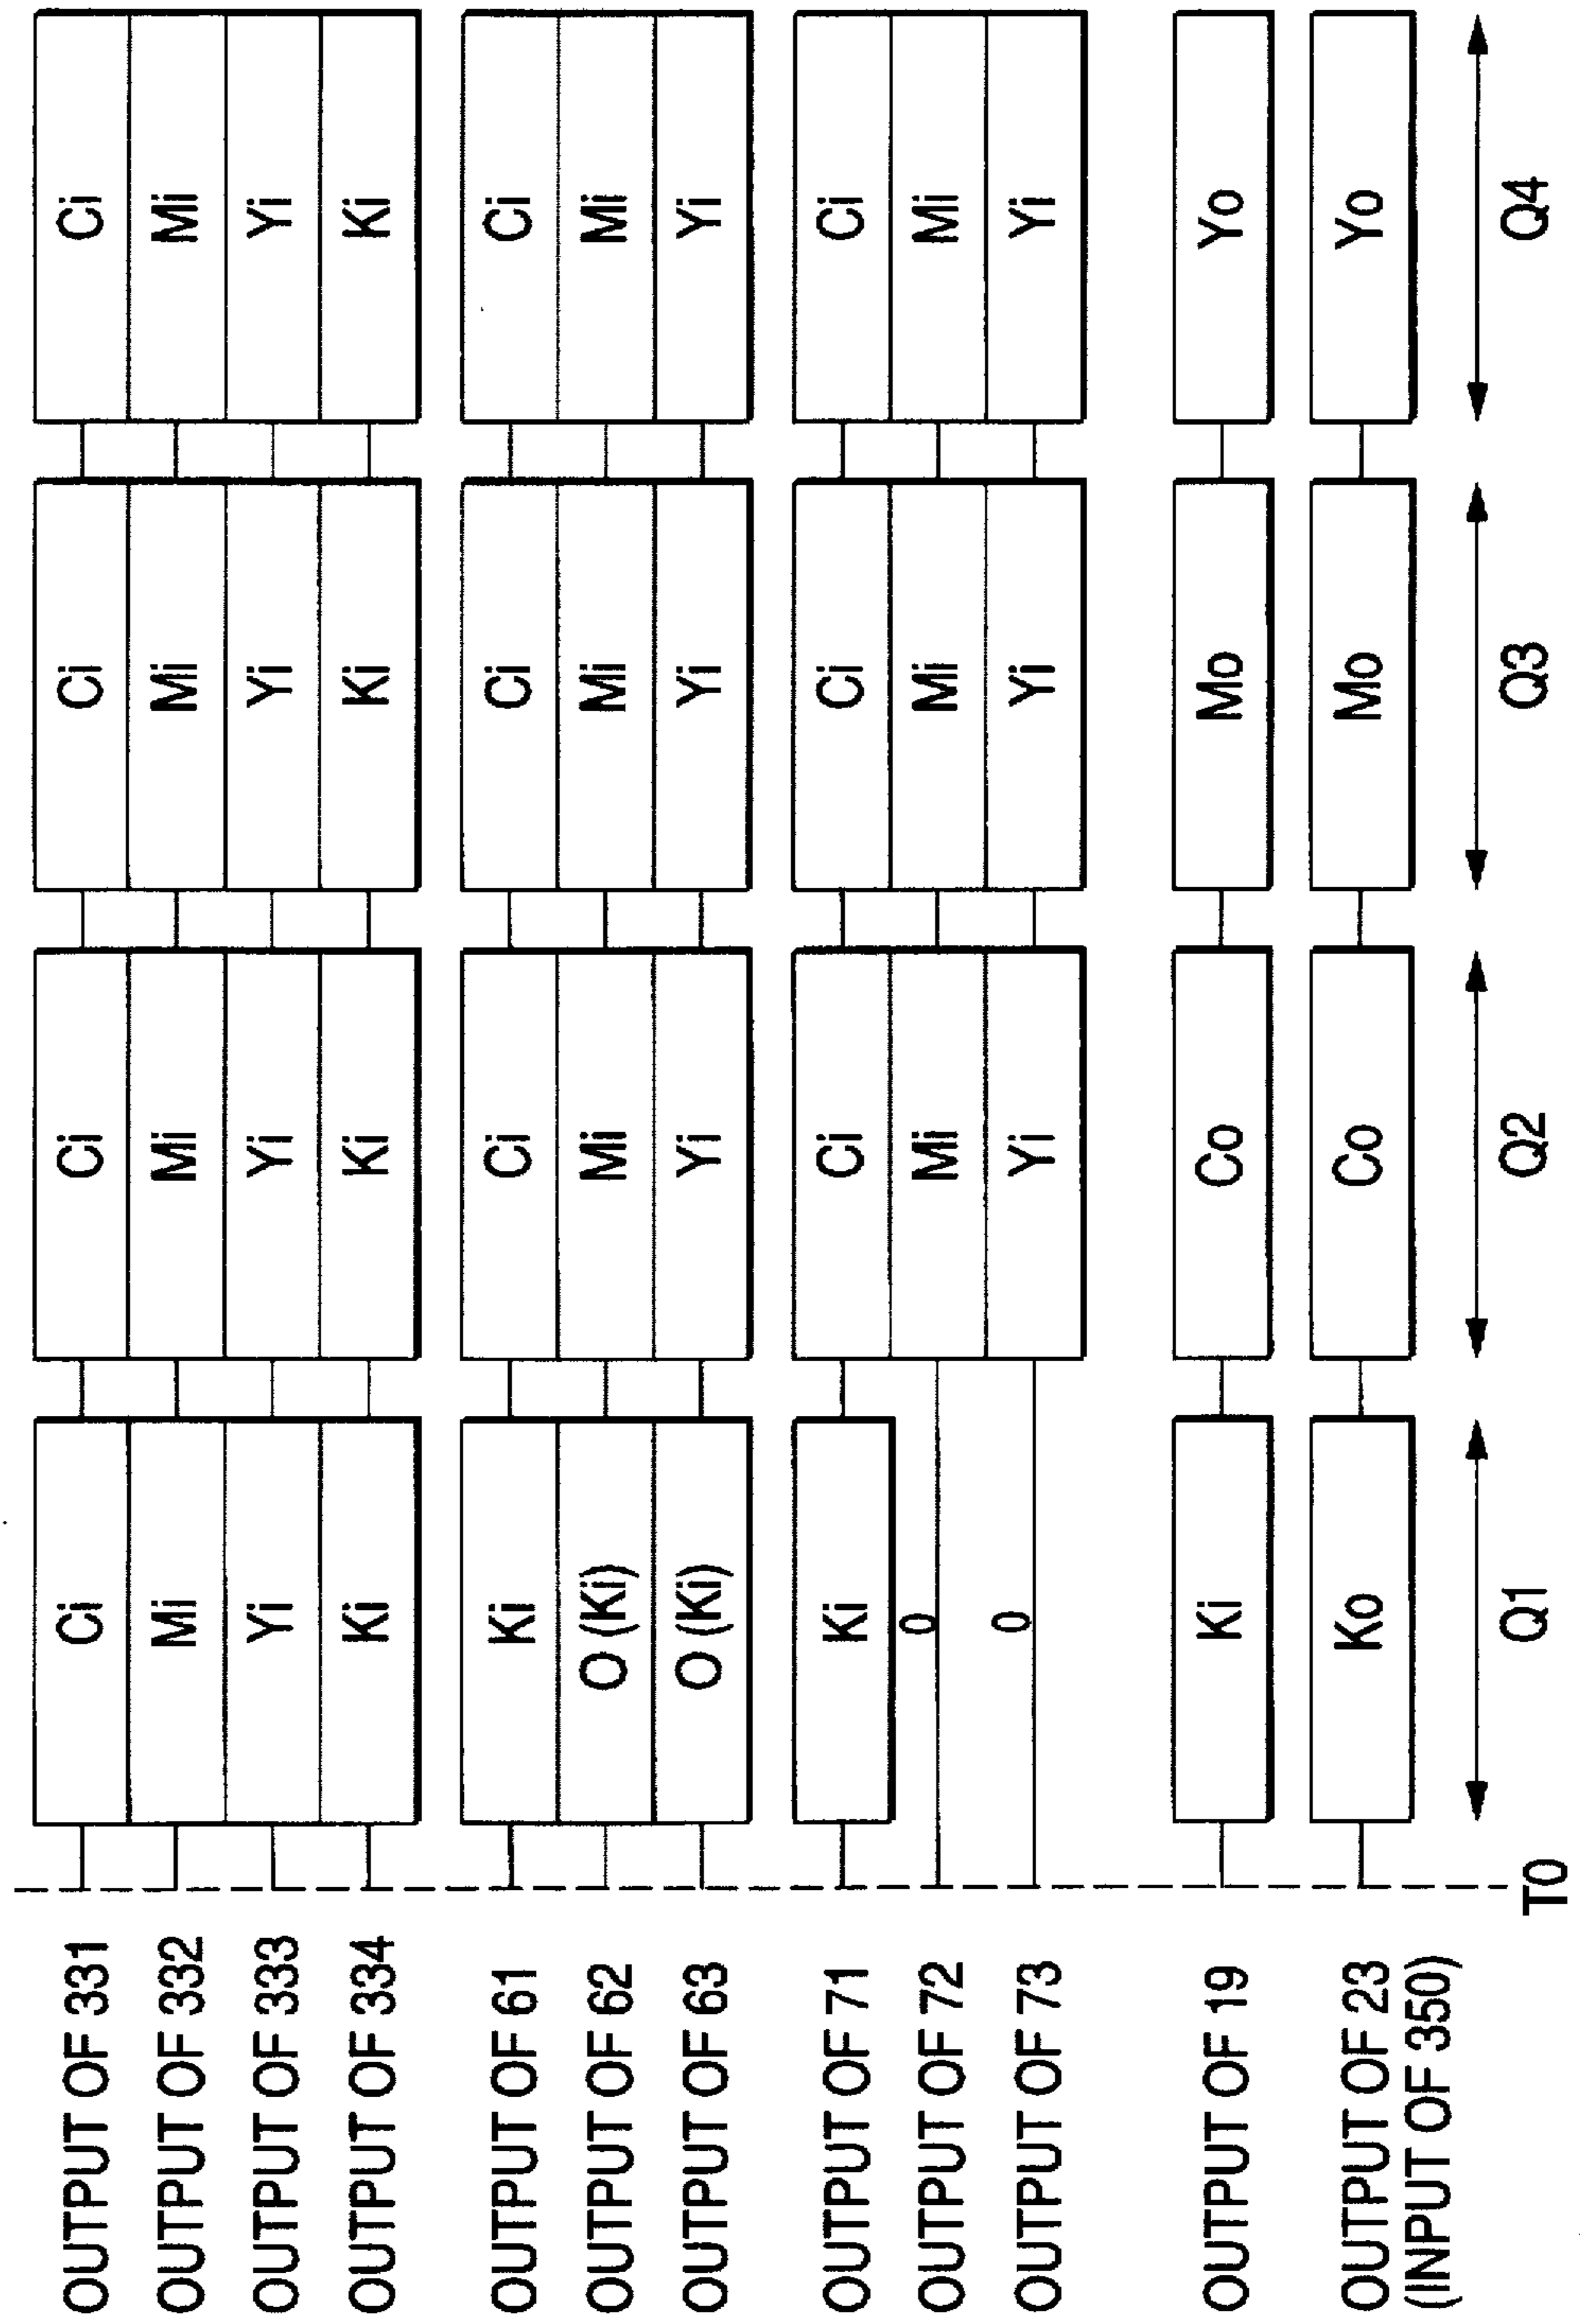 OUTPUT OF 331 Ci Ci Ci Ci
OUTPUT OF 332 Mi Mi Mi Mi
OUTPUT OF 333 Yi Yi Yi Yi
OUTPUT OF 334 Ki Ki Ki Ki
OUTPUT OF 61 Ki Ci Ci Ci
OUTPUT OF 62 O (Ki) Mi Mi Mi
OUTPUT OF 63 O (Ki) Yi Yi Yi
OUTPUT OF 71 Ki Ci Ci Ci
OUTPUT OF 72 0 Mi Mi Mi
OUTPUT OF 73 0 Yi Yi Yi
OUTPUT OF 19 Ki Co Mo Yo
OUTPUT OF 23 Ko Co Mo Yo
(INPUT OF 350)
T0 Q1 Q2 Q3 Q4